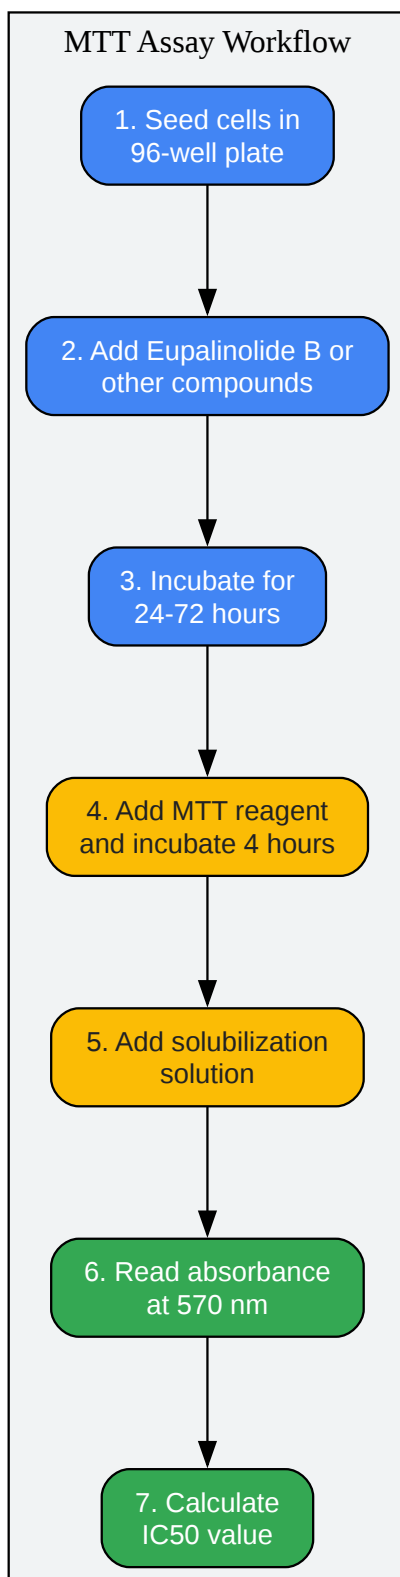 MTT Assay Workflow
1. Seed cells in
96-well plate
2. Add Eupalinolide B or
other compounds
3. Incubate for
24-72 hours
4. Add MTT reagent
and incubate 4 hours
5. Add solubilization
solution
6. Read absorbance
at 570 nm
7. Calculate
IC50 value